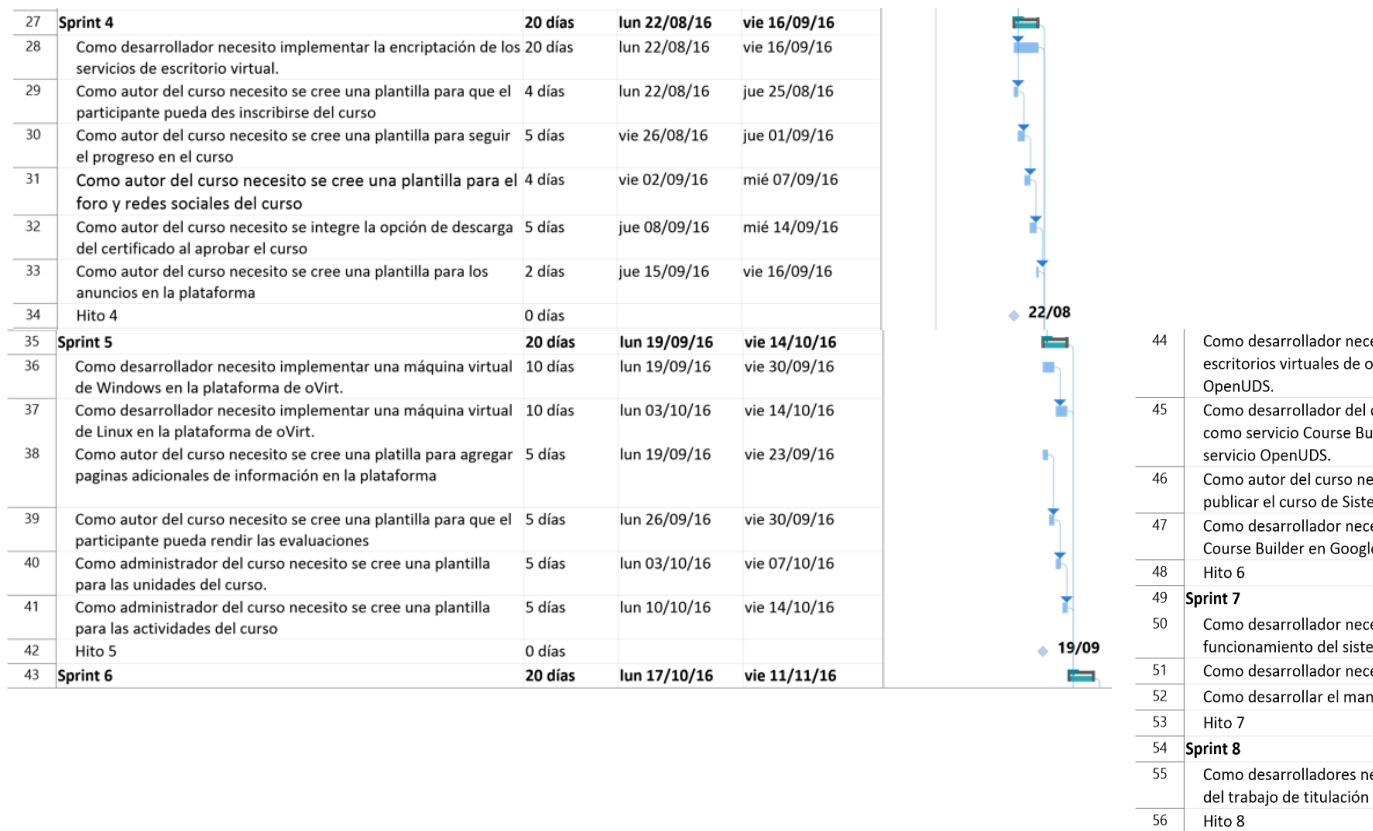 27 Sprint 4 20 días lun 22/08/16 vie 16/09/16
28 Como desarrollador necesito implementar la encriptación de los 20 días lun 22/08/16 vie 16/09/16
servicios de escritorio virtual.
29 Como autor del curso necesito se cree una plantilla para que el 4 días lun 22/08/16 jue 25/08/16
participante pueda des inscribirse del curso
30 Como autor del curso necesito se cree una plantilla para seguir 5 días vie 26/08/16 jue 01/09/16
el progreso en el curso
31 Como autor del curso necesito se cree una plantilla para el 4 días vie 02/09/16 mié 07/09/16
foro y redes sociales del curso
32 Como autor del curso necesito se integre la opción de descarga 5 días jue 08/09/16 mié 14/09/16
del certificado al aprobar el curso
33 Como autor del curso necesito se cree una plantilla para los 2 días jue 15/09/16 vie 16/09/16
anuncios en la plataforma
34 Hito 4 0 días 22/08
35 Sprint 5 20 días lun 19/09/16 vie 14/10/16
36 Como desarrollador necesito implementar una máquina virtual 10 días lun 19/09/16 vie 30/09/16
de Windows en la plataforma de oVirt.
37 Como desarrollador necesito implementar una máquina virtual 10 días lun 03/10/16 vie 14/10/16
de Linux en la plataforma de oVirt.
38 Como autor del curso necesito se cree una platilla para agregar 5 días lun 19/09/16 vie 23/09/16
paginas adicionales de información en la plataforma
39 Como autor del curso necesito se cree una plantilla para que el 5 días lun 26/09/16 vie 30/09/16
participante pueda rendir las evaluaciones
40 Como administrador del curso necesito se cree una plantilla 5 días lun 03/10/16 vie 07/10/16
para las unidades del curso.
41 Como administrador del curso necesito se cree una plantilla 5 días lun 10/10/16 vie 14/10/16
para las actividades del curso
42 Hito 5 0 días 19/09
43 Sprint 6 20 días lun 17/10/16 vie 11/11/16
44 Como desarrollador nece
escritorios virtuales de o
OpenUDS.
45 Como desarrollador del
como servicio Course Bu
servicio OpenUDS.
46 Como autor del curso ne
publicar el curso de Siste
47 Como desarrollador nece
Course Builder en Google
48 Hito 6
49 Sprint 7
50 Como desarrollador nece
funcionamiento del siste
51 Como desarrollador nece
52 Como desarrollar el man
53 Hito 7
54 Sprint 8
55 Como desarrolladores ne
del trabajo de titulación
56 Hito 8